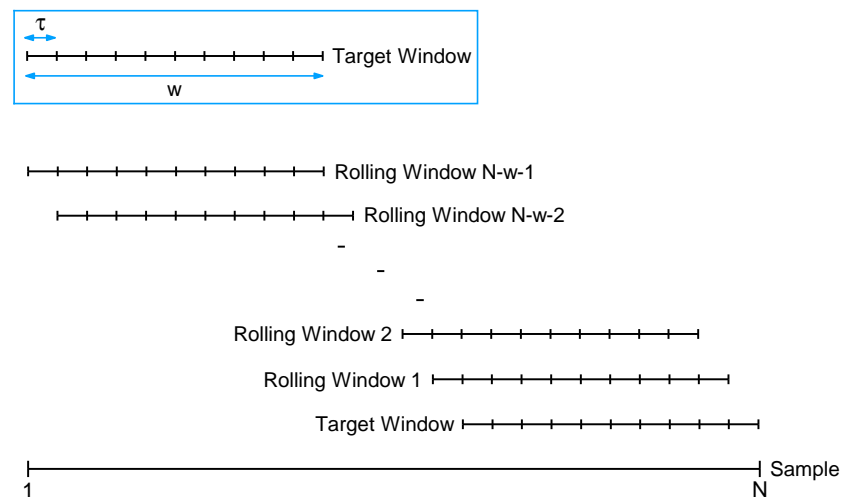 τ
Target Window
w
Rolling Window N-w-1
Rolling Window N-w-2
Rolling Window 2
Rolling Window 1
Target Window
Sample
1 N